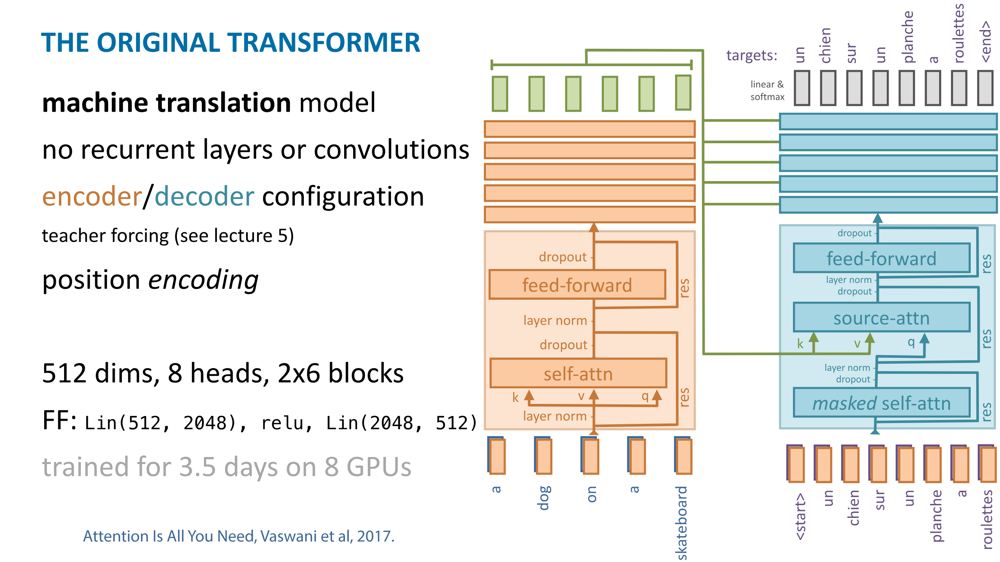 THE ORIGINAL TRANSFORMER
machine translation model
no recurrent layers or convolutions
encoder/decoder configuration
teacher forcing (see lecture 5)
position encoding
512 dims, 8 heads, 2x6 blocks
FF: Lin(512, 2048), relu, Lin(2048, 512)
trained for 3.5 days on 8 GPUs
Attention Is All You Need, Vaswani et al, 2017.
dropout
feed-forward
res
layer norm
dropout
self-attn
k v q
res
layer norm
a dog on a skateboard
targets: un chien sur un planche a roulettes <end>
linear &
softmax
dropout
feed-forward
res
layer norm
dropout
source-attn
k v q
res
layer norm
dropout
masked self-attn
res
<start> un chien sur un planche a roulettes